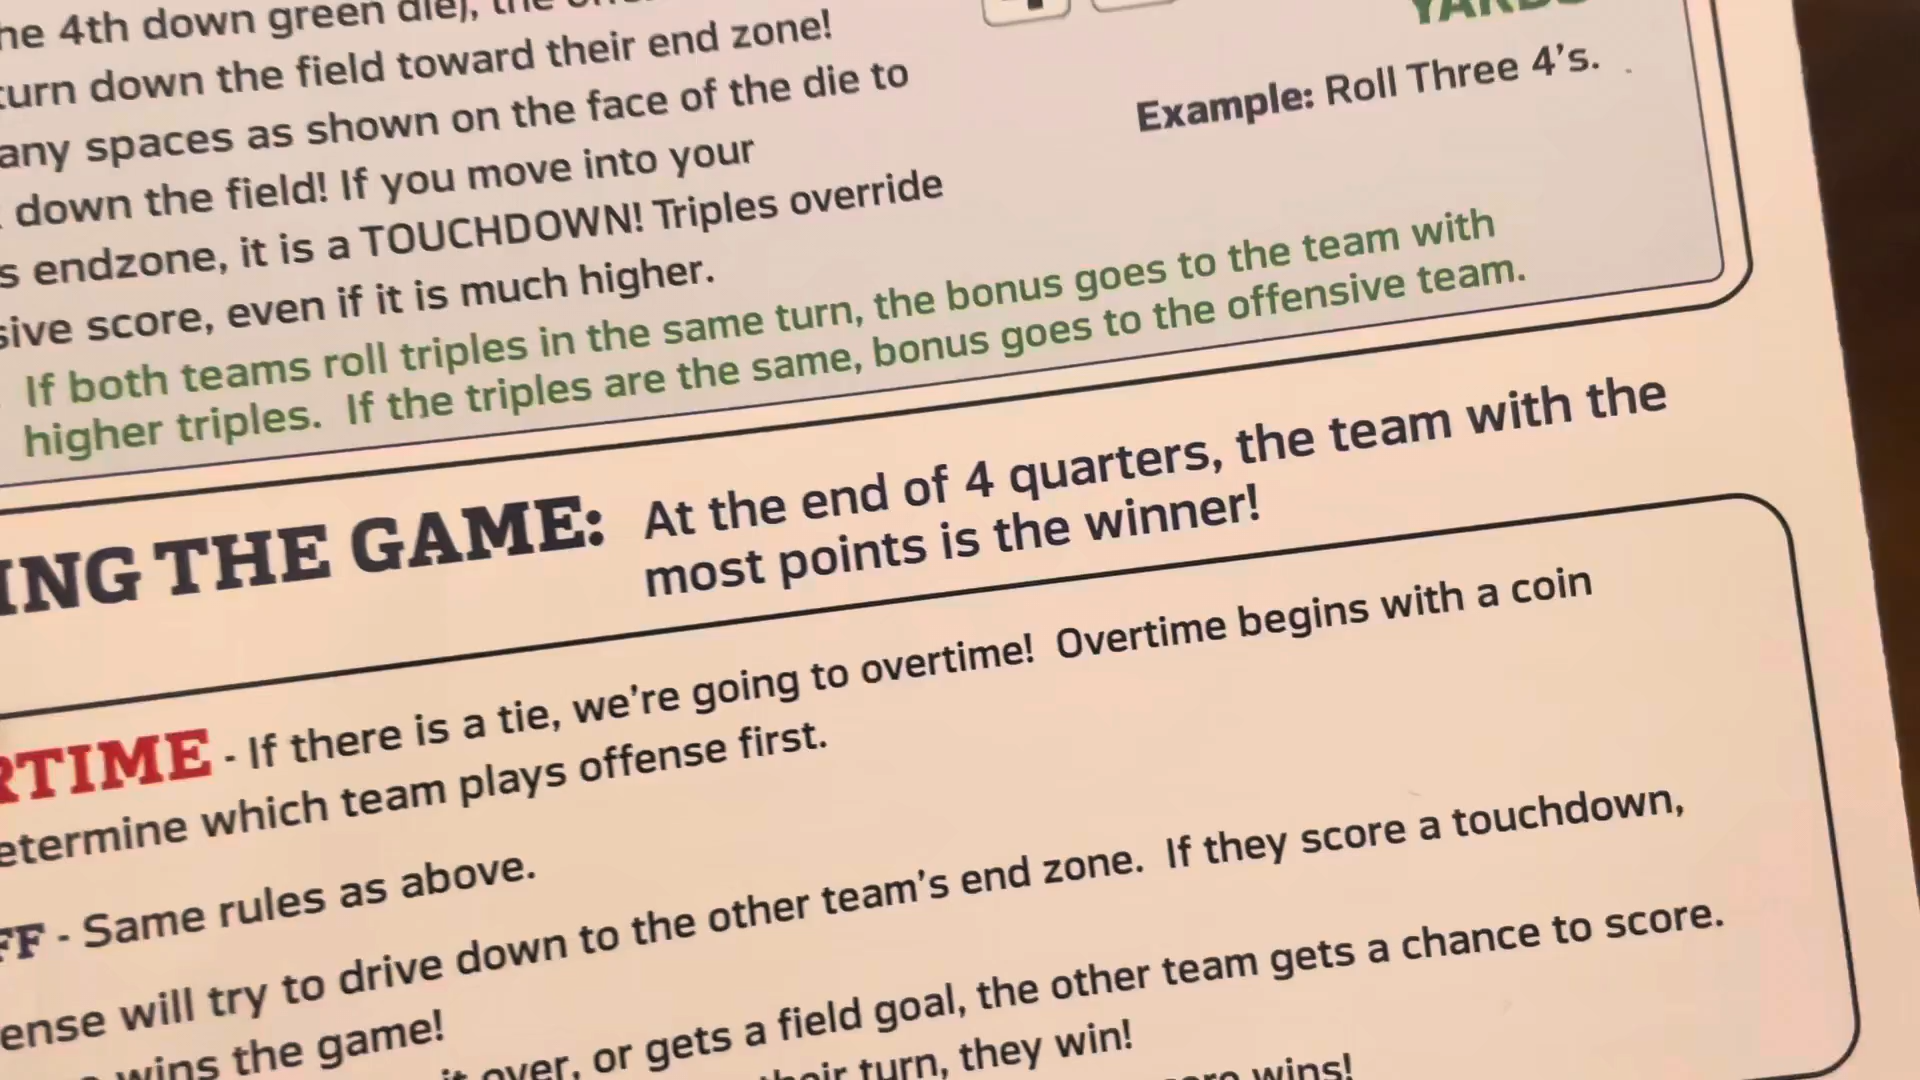 he 4th down green die), the
YARDS
turn down the field toward their end zone!
Example: Roll Three 4's.
any spaces as shown on the face of the die to
down the field! If you move into your
s endzone, it is a TOUCHDOWN! Triples override
sive score, even if it is much higher.
If both teams roll triples in the same turn, the bonus goes to the team with
higher triples. If the triples are the same, bonus goes to the offensive team.
ING THE GAME: At the end of 4 quarters, the team with the
most points is the winner!
RTIME - If there is a tie, we're going to overtime! Overtime begins with a coin
etermine which team plays offense first.
FF - Same rules as above.
ense will try to drive down to the other team's end zone. If they score a touchdown,
wins the game!
it over, or gets a field goal, the other team gets a chance to score.
their turn, they win!
wins!